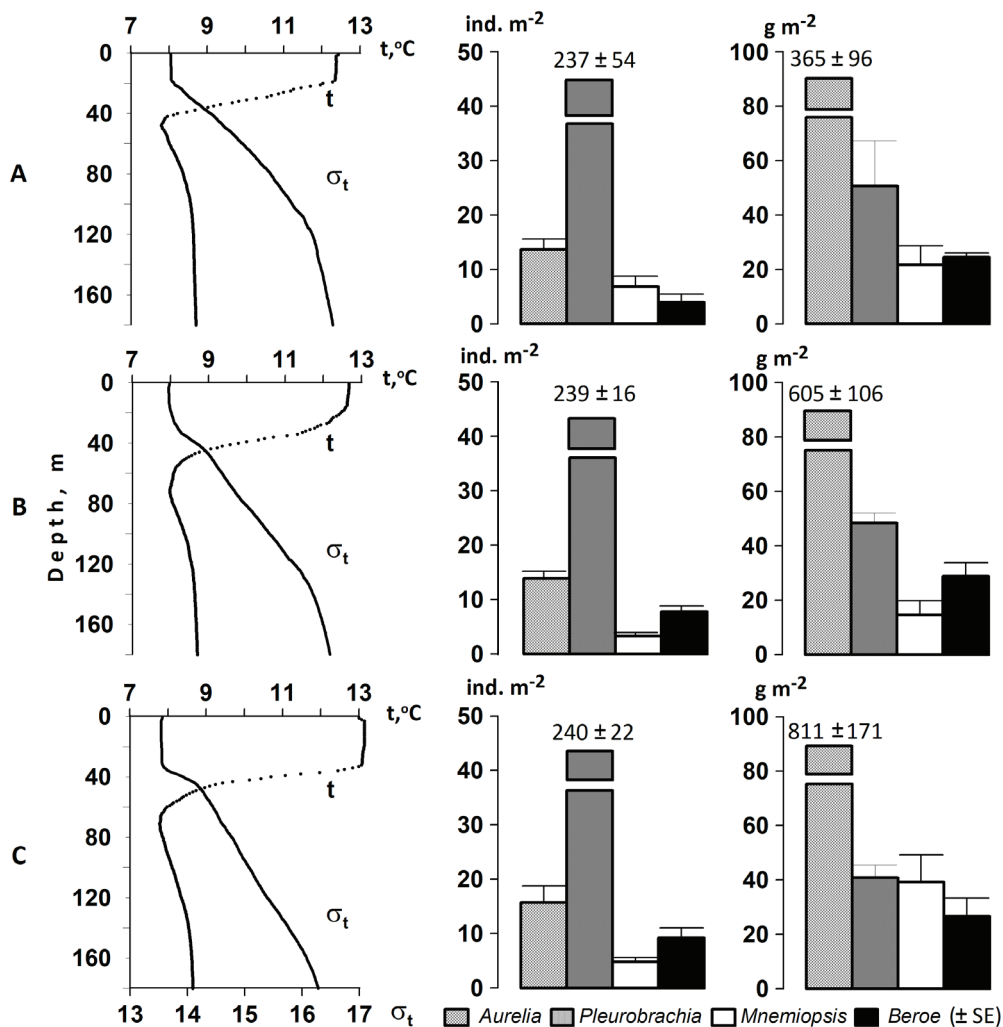 7 9 11 13
t,°C
0
40
80
120
160
t
σt
A
ind. m-2
50
40
30
20
10
0
237 ± 54
g m-2
100
80
60
40
20
0
365 ± 96
7 9 11 13
t,°C
0
40
80
120
160
t
σt
B
Depth, m
ind. m-2
50
40
30
20
10
0
239 ± 16
g m-2
100
80
60
40
20
0
605 ± 106
7 9 11 13
t,°C
0
40
80
120
160
t
σt
C
13 14 15 16 17 σt
ind. m-2
50
40
30
20
10
0
240 ± 22
g m-2
100
80
60
40
20
0
811 ±171
Aurelia Pleurobrachia Mnemiopsis Beroe (± SE)